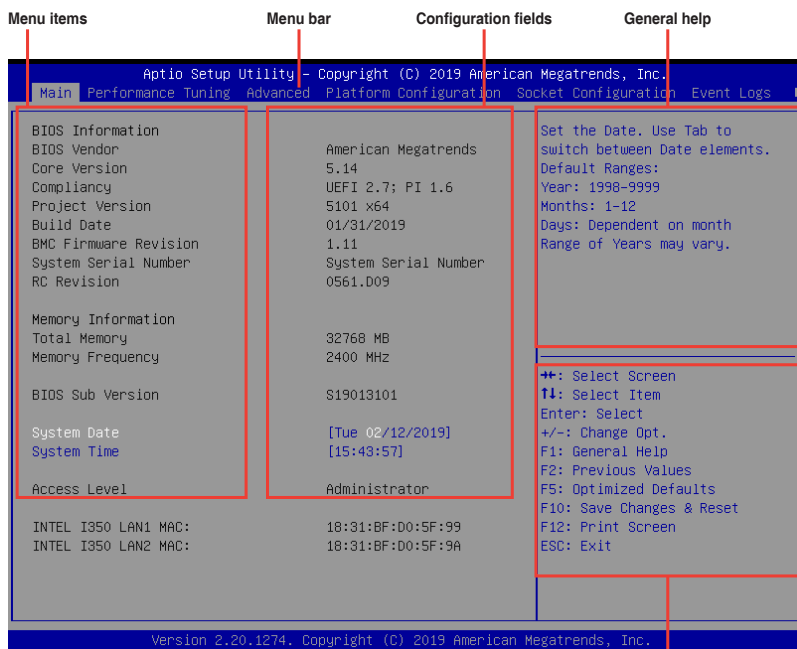 Menu items Menu bar Configuration fields General help
Aptio Setup Utility – Copyright (C) 2019 American Megatrends, Inc.
Main Performance Tuning Advanced Platform Configuration Socket Configuration Event Logs
BIOS Information
BIOS Vendor American Megatrends
Core Version 5.14
Compliancy UEFI 2.7; PI 1.6
Project Version 5101 x64
Build Date 01/31/2019
BMC Firmware Revision 1.11
System Serial Number System Serial Number
RC Revision 0561.D09
Memory Information
Total Memory 32768 MB
Memory Frequency 2400 MHz
BIOS Sub Version S19013101
System Date [Tue 02/12/2019]
System Time [15:43:57]
Access Level Administrator
INTEL I350 LAN1 MAC: 18:31:BF:D0:5F:99
INTEL I350 LAN2 MAC: 18:31:BF:D0:5F:9A
Set the Date. Use Tab to
switch between Date elements.
Default Ranges:
Year: 1998-9999
Months: 1-12
Days: Dependent on month
Range of Years may vary.
→←: Select Screen
↑↓: Select Item
Enter: Select
+/-: Change Opt.
F1: General Help
F2: Previous Values
F5: Optimized Defaults
F10: Save Changes & Reset
F12: Print Screen
ESC: Exit
Version 2.20.1274. Copyright (C) 2019 American Megatrends, Inc.